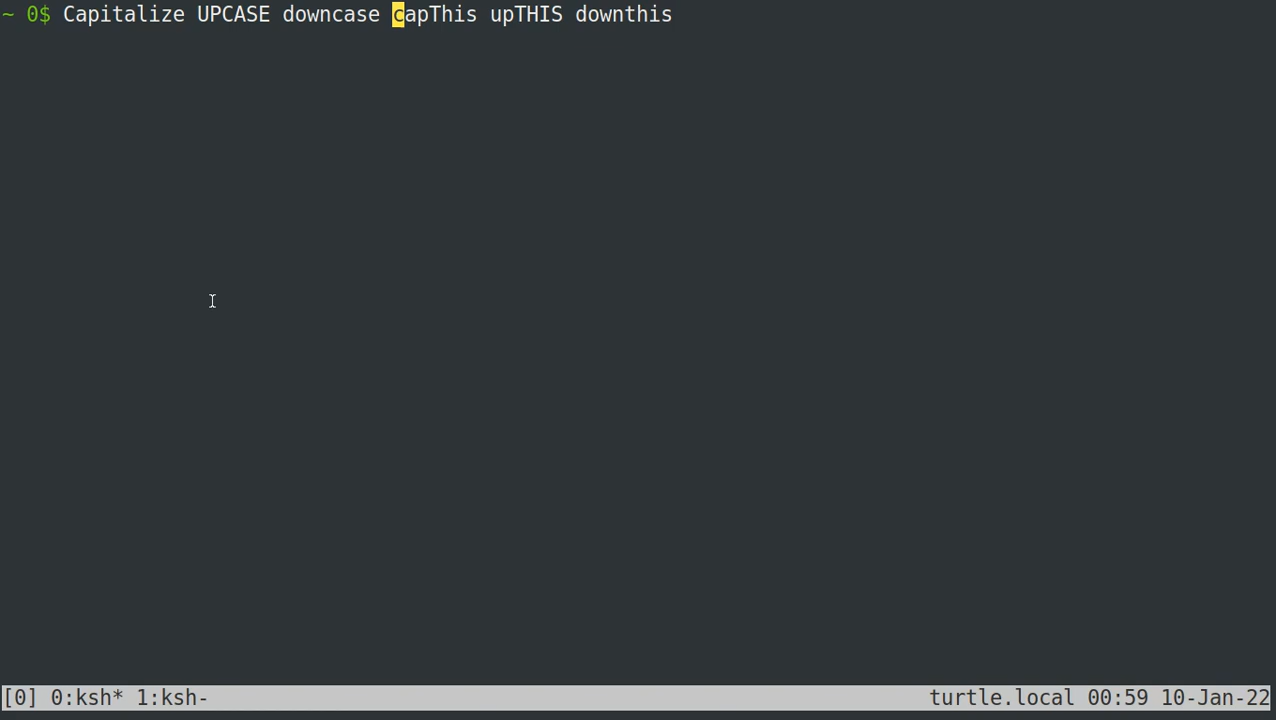 ~ 0$ Capitalize UPCASE downcase capThis upTHIS downthis
[0] 0:ksh* 1:ksh- turtle.local 00:59 10-Jan-22